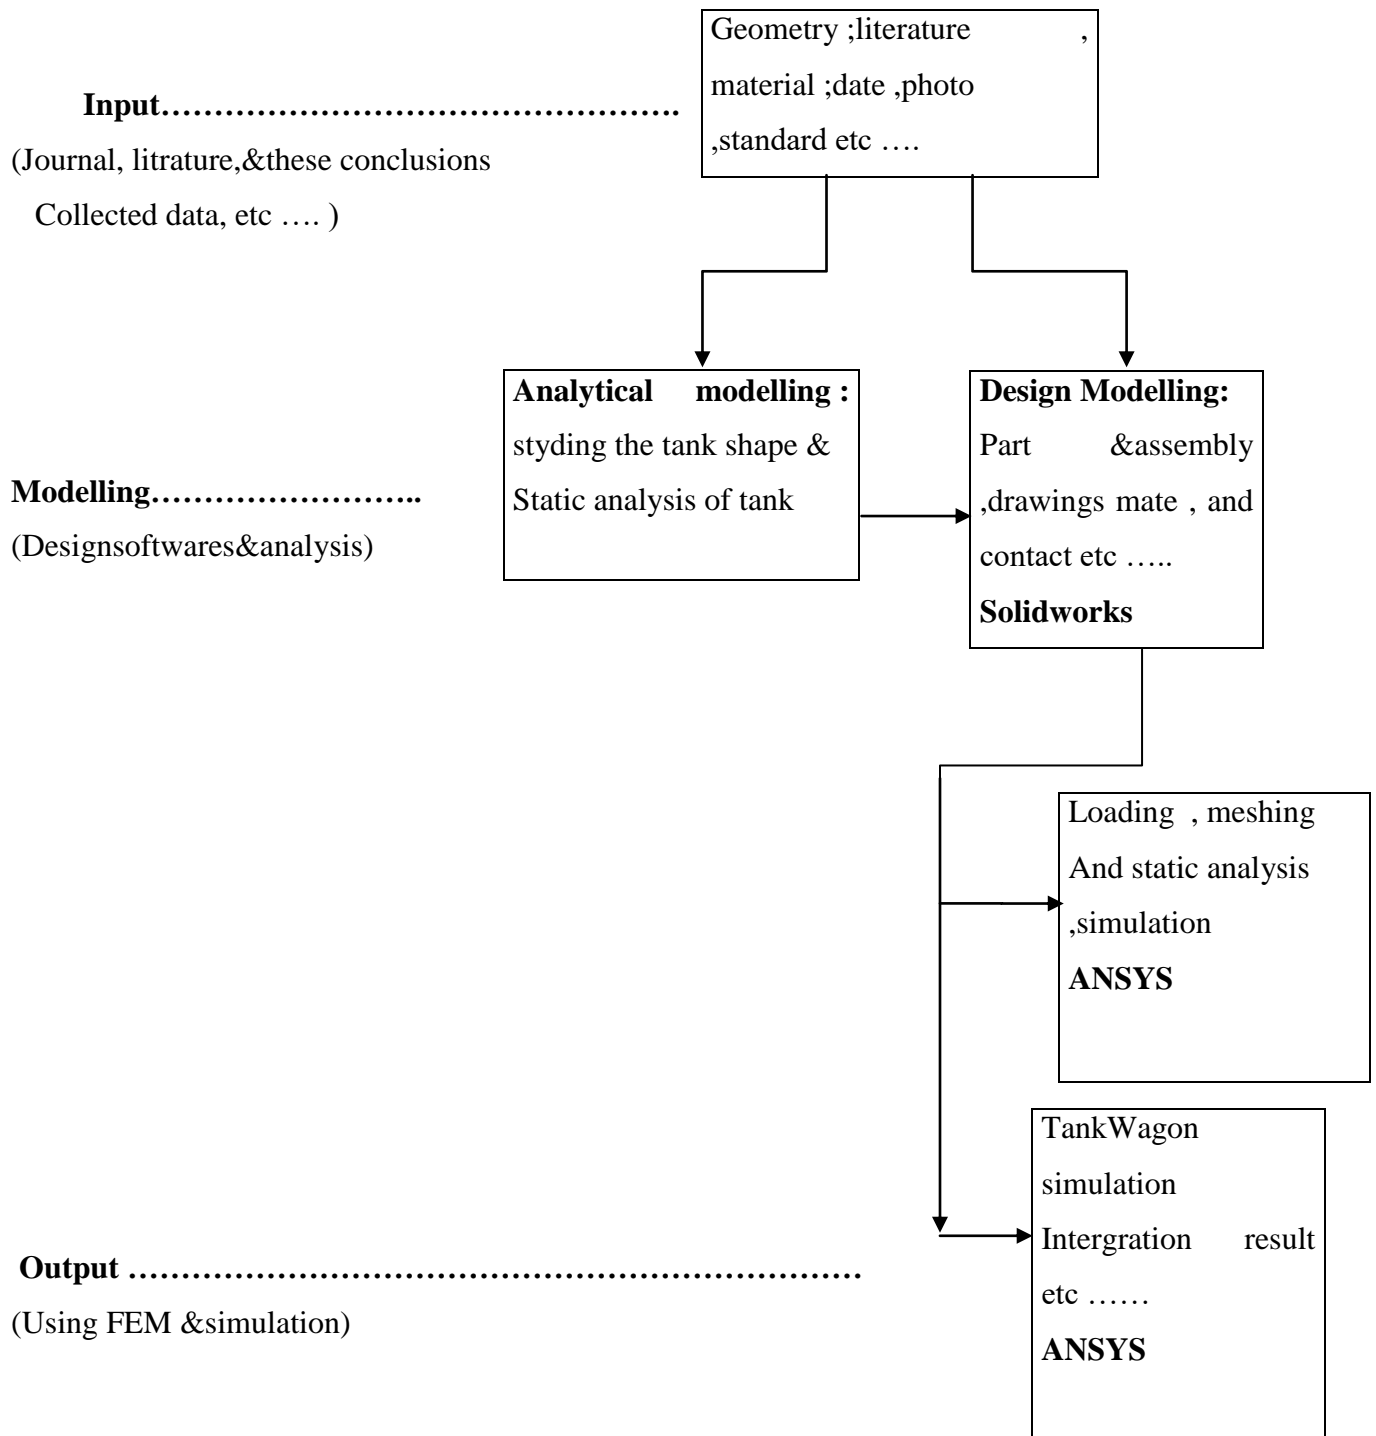 Geometry ;literature ,
material ;date ,photo
,standard etc ….
Input………………………………………….
(Journal, litrature,&these conclusions
Collected data, etc …. )
Analytical modelling :
styding the tank shape &
Static analysis of tank
Design Modelling:
Part &assembly
,drawings mate , and
contact etc …..
Solidworks
Modelling……………………..
(Designsoftwares&analysis)
Loading , meshing
And static analysis
,simulation
ANSYS
TankWagon
simulation
Intergration result
etc ……
ANSYS
Output ……………………………………………………………
(Using FEM &simulation)